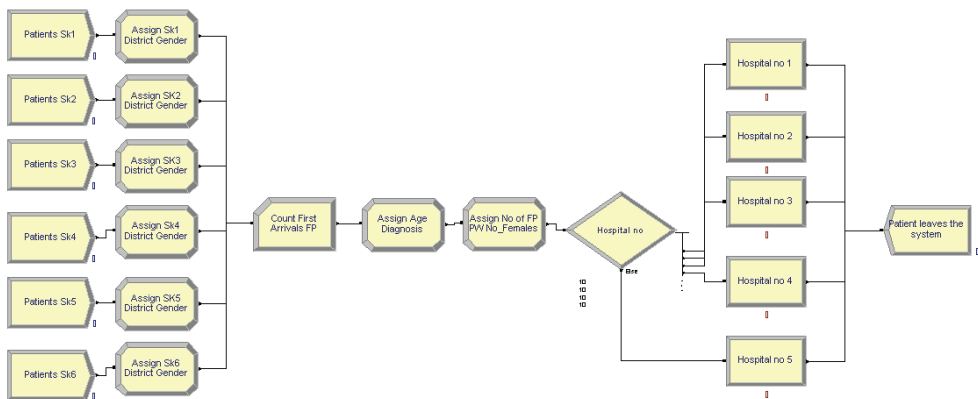 Patients Sk1
Assign Sk1
District Gender
Patients Sk2
Assign SK2
District Gender
Patients Sk3
Assign SK3
District Gender
Patients Sk4
Assign Sk4
District Gender
Patients Sk5
Assign SK5
District Gender
Patients Sk6
Assign Sk6
District Gender
Count First
Arrivals FP
Assign Age
Diagnosis
Assign No of FP
PW No_Females
Hospital no
Else
Hospital no 1
Hospital no 2
Hospital no 3
Hospital no 4
Hospital no 5
Patient leaves the
system